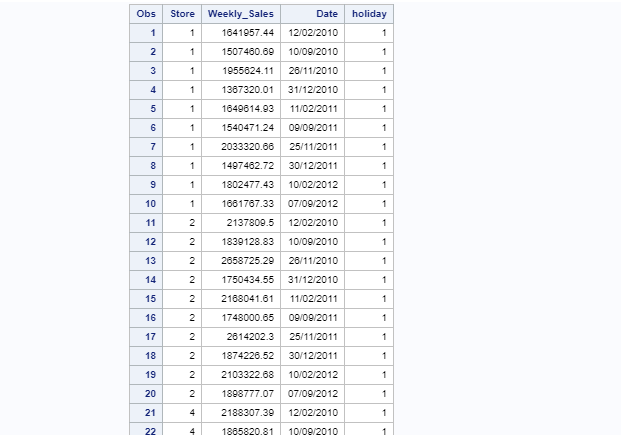 Obs Store Weekly_Sales Date holiday
1 1 1641957.44 12/02/2010 1
2 1 1507460.69 10/09/2010 1
3 1 1955624.11 26/11/2010 1
4 1 1367320.01 31/12/2010 1
5 1 1649614.93 11/02/2011 1
6 1 1540471.24 09/09/2011 1
7 1 2033320.66 25/11/2011 1
8 1 1497462.72 30/12/2011 1
9 1 1802477.43 10/02/2012 1
10 1 1661767.33 07/09/2012 1
11 2 2137809.5 12/02/2010 1
12 2 1839128.83 10/09/2010 1
13 2 2658725.29 26/11/2010 1
14 2 1750434.55 31/12/2010 1
15 2 2168041.61 11/02/2011 1
16 2 1748000.65 09/09/2011 1
17 2 2614202.3 25/11/2011 1
18 2 1874226.52 30/12/2011 1
19 2 2103322.68 10/02/2012 1
20 2 1898777.07 07/09/2012 1
21 4 2188307.39 12/02/2010 1
22 4 1865820.81 10/09/2010 1